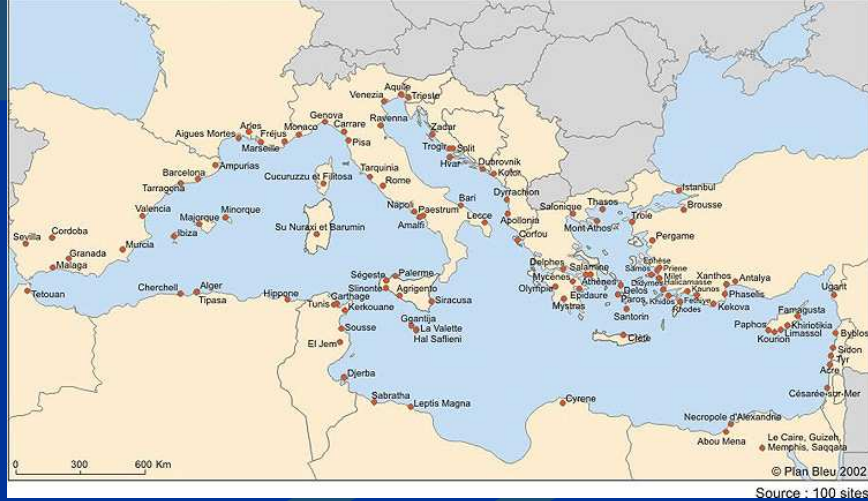 Aquile
Venezia
Trieste
Genova
Carrare
Ravenna
Arles
Monaco
Zadar
Aigues Mortes
Fréjus
Marseille
Pisa
Trogir
Split
Hvar
Dubrovnik
Kotor
Ampurias
Barcelona
Tarragona
Cucuruzzu et Filitosa
Tarquinia
Rome
Istanbul
Dyrrachon
Brousse
Valencia
Minorque
Majorque
Napoli
Paestrum
Bari
Salonique
Thasos
Amalfi
Lecce
Apollonia
Mont Athos
Troie
Cordoba
Sevilla
Ibiza
Su Nuraxi et Barumin
Corfou
Pergame
Granada
Murcia
Malaga
Delphes
Salamine
Ephèse
Samos
Priene
Ségeste
Palerme
Mycènes
Athènes
Milet
Didymes
Halicarnasse
Xanthos
Antalya
Tetouan
Cherchell
Alger
Tipasa
Hippone
Slinonte
Agrigento
Siracusa
Olympie
Epidaure
Delos
Paros
Knidos
Kaunos
Fethiye
Phaselis
Ugarit
Carthage
Tunis
Kerkouane
Mystras
Santorin
Rhodes
Kekova
Famagusta
Sousse
Ggantija
La Valette
Hal Saflieni
Crète
Paphos
Khiriotikia
Limassol
Kourion
Byblos
El Jem
Sidon
Tyr
Acre
Djerba
Césarée-sur-Mer
Sabratha
Leptis Magna
Cyrene
Necropole d'Alexandrie
Abou Mena
Le Caire, Guizeh,
Memphis, Saqqara
0 300 600 Km
© Plan Bleu 2002
Source : 100 sites